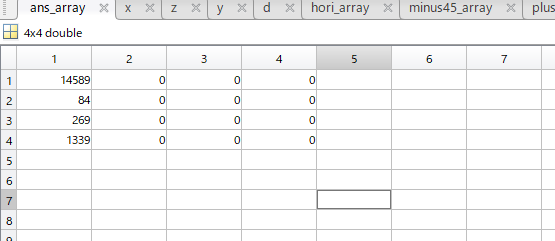 ans_array x z y d hori_array minus45_array plus
4x4 double
1 2 3 4 5 6 7
1 14589 0 0 0
2 84 0 0 0
3 269 0 0 0
4 1339 0 0 0
5
6
7
8
9